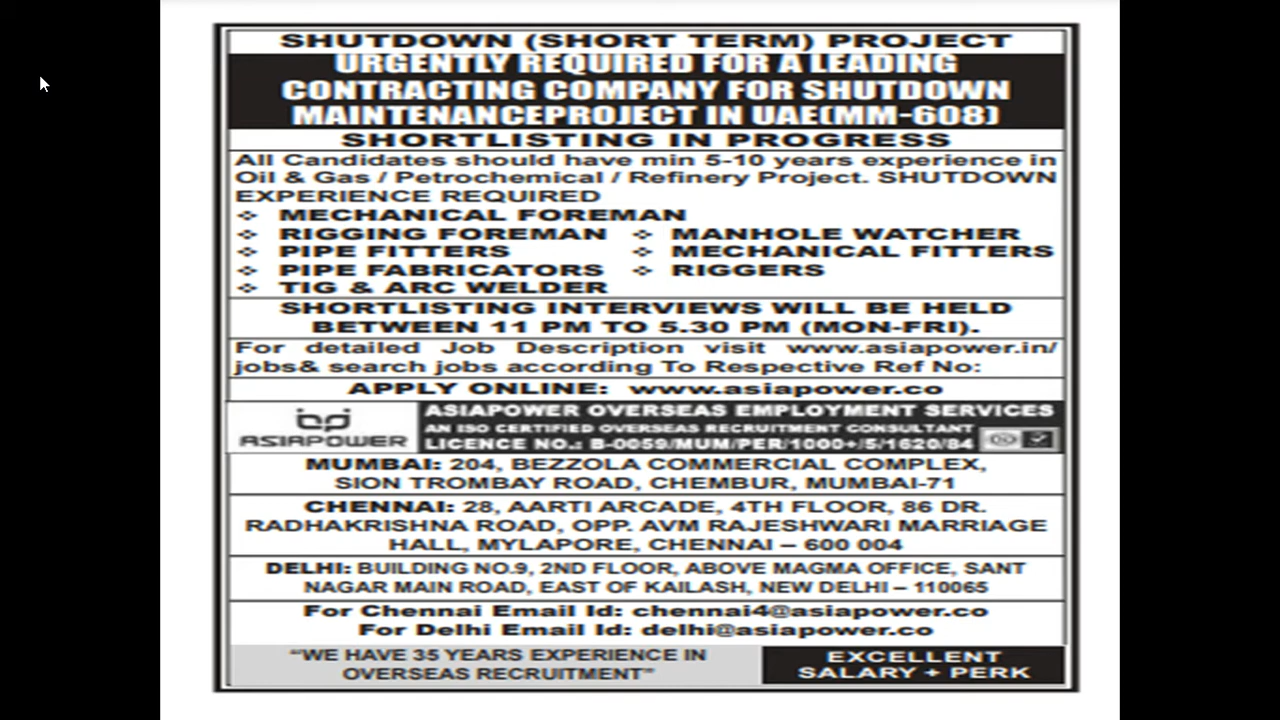 SHUTDOWN (SHORT TERM) PROJECT
URGENTLY REQUIRED FOR A LEADING
CONTRACTING COMPANY FOR SHUTDOWN
MAINTENANCEPROJECT IN UAE(MM-608)
SHORTLISTING IN PROGRESS
All Candidates should have min 5-10 years experience in
Oil & Gas / Petrochemical / Refinery Project. SHUTDOWN
EXPERIENCE REQUIRED
❖ MECHANICAL FOREMAN
❖ RIGGING FOREMAN ❖ MANHOLE WATCHER
❖ PIPE FITTERS ❖ MECHANICAL FITTERS
❖ PIPE FABRICATORS ❖ RIGGERS
❖ TIG & ARC WELDER
SHORTLISTING INTERVIEWS WILL BE HELD
BETWEEN 11 PM TO 5.30 PM (MON-FRI).
For detailed Job Description visit www.asiapower.in/
jobs& search jobs according To Respective Ref No:
APPLY ONLINE: www.asiapower.co
ASIAPOWER
ASIAPOWER OVERSEAS EMPLOYMENT SERVICES
AN ISO CERTIFIED OVERSEAS RECRUITMENT CONSULTANT
LICENCE NO.: B-0059/MUM/PER/1000+/5/1620/84
MUMBAI: 204, BEZZOLA COMMERCIAL COMPLEX,
SION TROMBAY ROAD, CHEMBUR, MUMBAI-71
CHENNAI: 28, AARTI ARCADE, 4TH FLOOR, 86 DR.
RADHAKRISHNA ROAD, OPP. AVM RAJESHWARI MARRIAGE
HALL, MYLAPORE, CHENNAI – 600 004
DELHI: BUILDING NO.9, 2ND FLOOR, ABOVE MAGMA OFFICE, SANT
NAGAR MAIN ROAD, EAST OF KAILASH, NEW DELHI – 110065
For Chennai Email Id: chennai4@asiapower.co
For Delhi Email Id: delhi@asiapower.co
"WE HAVE 35 YEARS EXPERIENCE IN
OVERSEAS RECRUITMENT"
EXCELLENT
SALARY + PERK